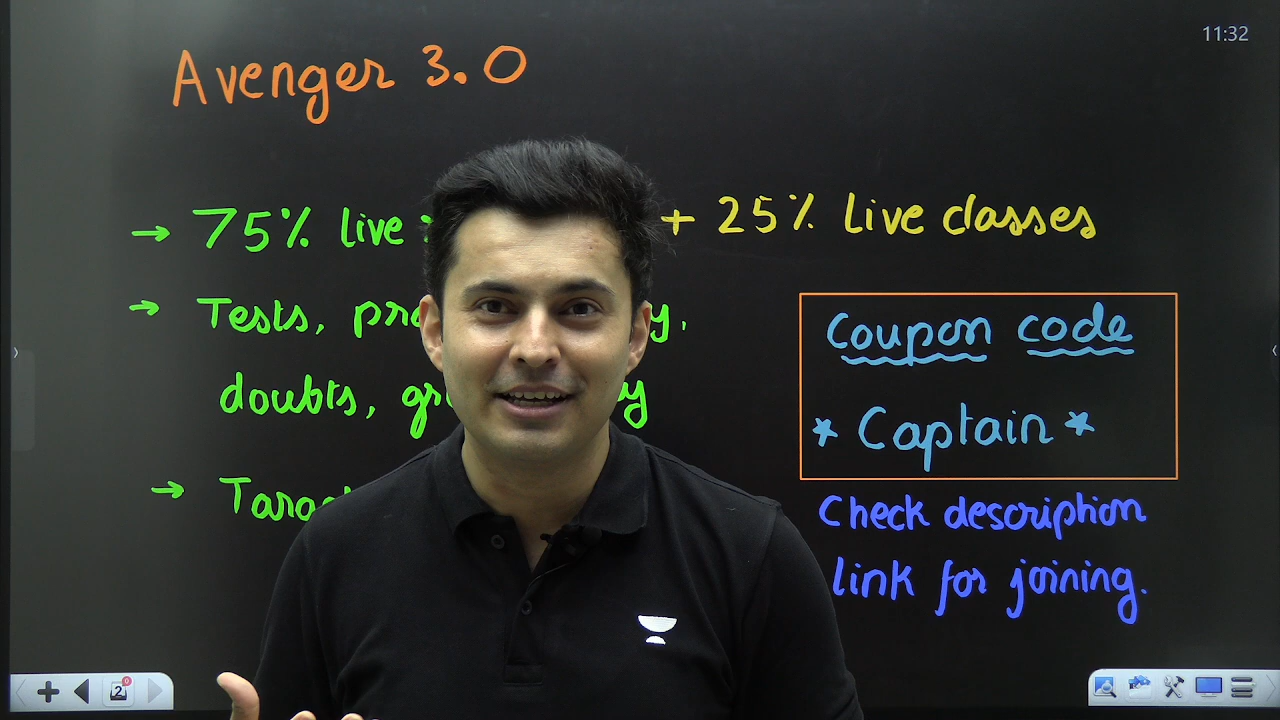 11:32
Avenger 3.0
→ 75% live + 25% Live classes
→ Tests,
doubts,
→
Coupon code
* Captain *
Check description
link for joining.
2